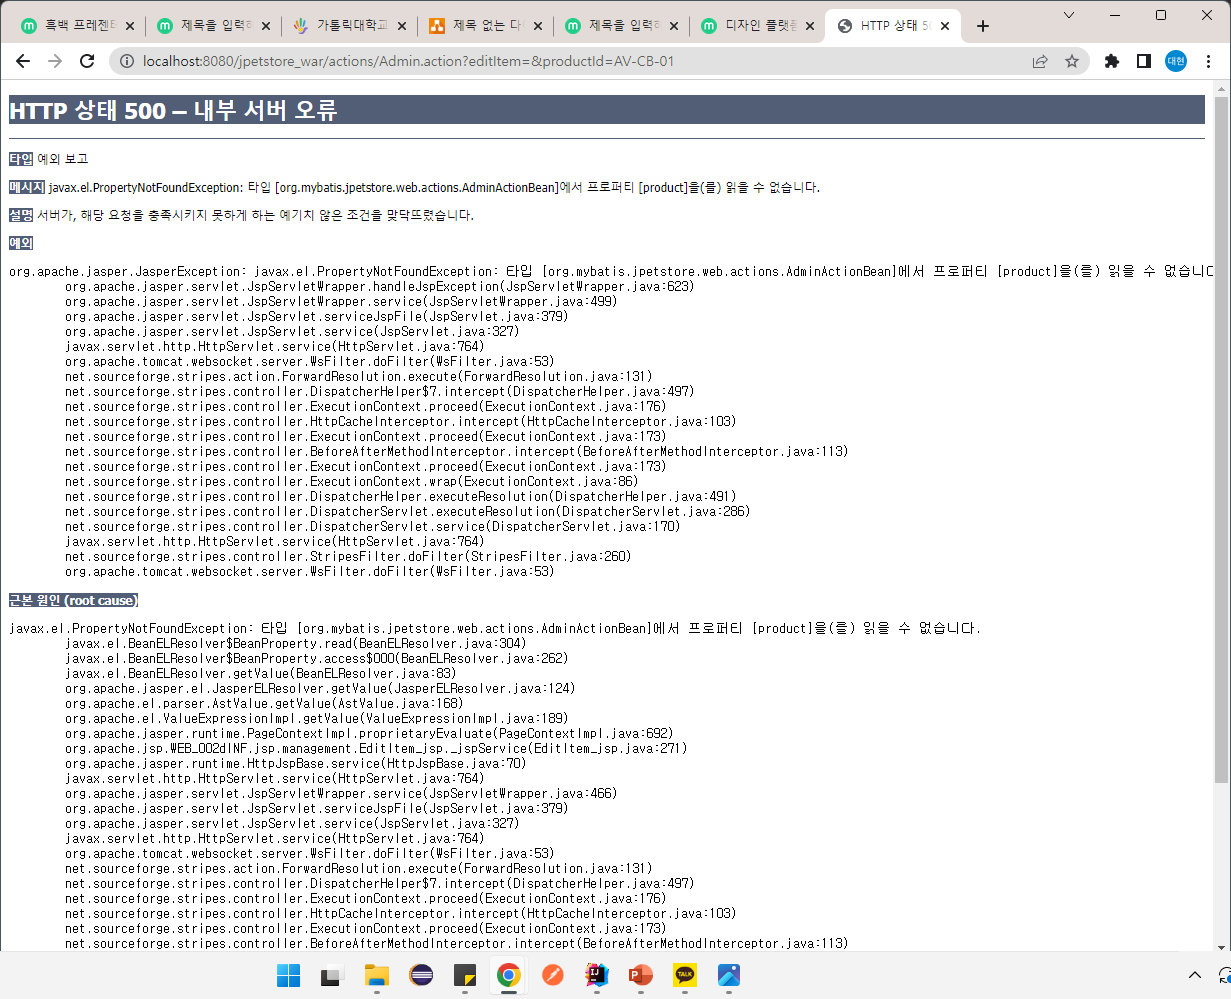 흑백 프레젠테
제목을 입력하
가톨릭대학교
제목 없는 다이
제목을 입력하
디자인 플랫폼
HTTP 상태 50
localhost:8080/jpetstore_war/actions/Admin.action?editItem=&productId=AV-CB-01
대현
HTTP 상태 500 – 내부 서버 오류
타입 예외 보고
메시지 javax.el.PropertyNotFoundException: 타입 [org.mybatis.jpetstore.web.actions.AdminActionBean]에서 프로퍼티 [product]을(를) 읽을 수 없습니다.
설명 서버가, 해당 요청을 충족시키지 못하게 하는 예기치 않은 조건을 맞닥뜨렸습니다.
예외
org.apache.jasper.JasperException: javax.el.PropertyNotFoundException: 타입 [org.mybatis.jpetstore.web.actions.AdminActionBean]에서 프로퍼티 [product]을(를) 읽을 수 없습니다
org.apache.jasper.servlet.JspServletWrapper.handleJspException(JspServletWrapper.java:623)
org.apache.jasper.servlet.JspServletWrapper.service(JspServletWrapper.java:499)
org.apache.jasper.servlet.JspServlet.serviceJspFile(JspServlet.java:379)
org.apache.jasper.servlet.JspServlet.service(JspServlet.java:327)
javax.servlet.http.HttpServlet.service(HttpServlet.java:764)
org.apache.tomcat.websocket.server.WsFilter.doFilter(WsFilter.java:53)
net.sourceforge.stripes.action.ForwardResolution.execute(ForwardResolution.java:131)
net.sourceforge.stripes.controller.DispatcherHelper$7.intercept(DispatcherHelper.java:497)
net.sourceforge.stripes.controller.ExecutionContext.proceed(ExecutionContext.java:176)
net.sourceforge.stripes.controller.HttpCacheInterceptor.intercept(HttpCacheInterceptor.java:103)
net.sourceforge.stripes.controller.ExecutionContext.proceed(ExecutionContext.java:173)
net.sourceforge.stripes.controller.BeforeAfterMethodInterceptor.intercept(BeforeAfterMethodInterceptor.java:113)
net.sourceforge.stripes.controller.ExecutionContext.proceed(ExecutionContext.java:173)
net.sourceforge.stripes.controller.ExecutionContext.wrap(ExecutionContext.java:86)
net.sourceforge.stripes.controller.DispatcherHelper.executeResolution(DispatcherHelper.java:491)
net.sourceforge.stripes.controller.DispatcherServlet.executeResolution(DispatcherServlet.java:286)
net.sourceforge.stripes.controller.DispatcherServlet.service(DispatcherServlet.java:170)
javax.servlet.http.HttpServlet.service(HttpServlet.java:764)
net.sourceforge.stripes.controller.StripesFilter.doFilter(StripesFilter.java:260)
org.apache.tomcat.websocket.server.WsFilter.doFilter(WsFilter.java:53)
근본 원인 (root cause)
javax.el.PropertyNotFoundException: 타입 [org.mybatis.jpetstore.web.actions.AdminActionBean]에서 프로퍼티 [product]을(를) 읽을 수 없습니다.
javax.el.BeanELResolver$BeanProperty.read(BeanELResolver.java:304)
javax.el.BeanELResolver$BeanProperty.access$000(BeanELResolver.java:262)
javax.el.BeanELResolver.getValue(BeanELResolver.java:83)
org.apache.jasper.el.JasperELResolver.getValue(JasperELResolver.java:124)
org.apache.el.parser.AstValue.getValue(AstValue.java:168)
org.apache.el.ValueExpressionImpl.getValue(ValueExpressionImpl.java:189)
org.apache.jasper.runtime.PageContextImpl.proprietaryEvaluate(PageContextImpl.java:692)
org.apache.jsp.WEB_002dINF.jsp.management.EditItem_jsp._jspService(EditItem_jsp.java:271)
org.apache.jasper.runtime.HttpJspBase.service(HttpJspBase.java:70)
javax.servlet.http.HttpServlet.service(HttpServlet.java:764)
org.apache.jasper.servlet.JspServletWrapper.service(JspServletWrapper.java:466)
org.apache.jasper.servlet.JspServlet.serviceJspFile(JspServlet.java:379)
org.apache.jasper.servlet.JspServlet.service(JspServlet.java:327)
javax.servlet.http.HttpServlet.service(HttpServlet.java:764)
org.apache.tomcat.websocket.server.WsFilter.doFilter(WsFilter.java:53)
net.sourceforge.stripes.action.ForwardResolution.execute(ForwardResolution.java:131)
net.sourceforge.stripes.controller.DispatcherHelper$7.intercept(DispatcherHelper.java:497)
net.sourceforge.stripes.controller.ExecutionContext.proceed(ExecutionContext.java:176)
net.sourceforge.stripes.controller.HttpCacheInterceptor.intercept(HttpCacheInterceptor.java:103)
net.sourceforge.stripes.controller.ExecutionContext.proceed(ExecutionContext.java:173)
net.sourceforge.stripes.controller.BeforeAfterMethodInterceptor.intercept(BeforeAfterMethodInterceptor.java:113)